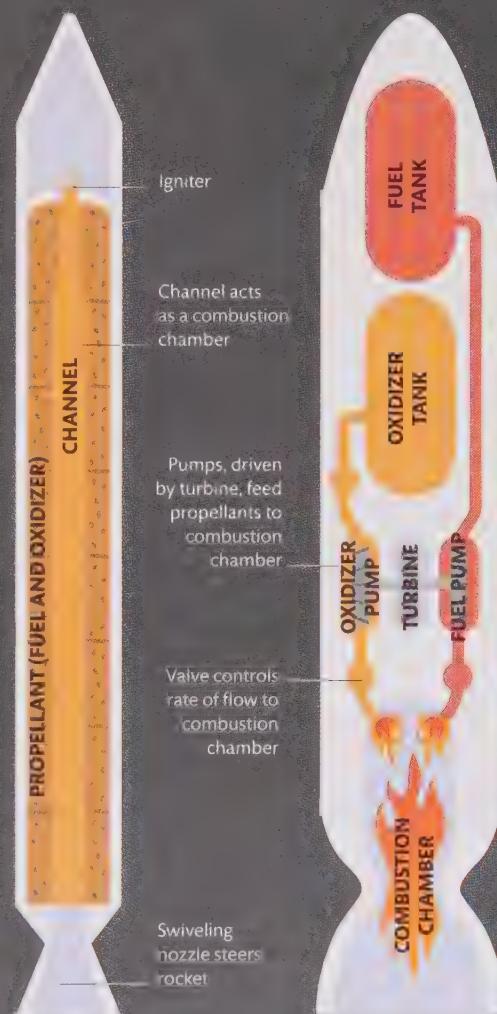 Igniter
Channel acts
as a combustion
chamber
CHANNEL
PROPELLANT (FUEL AND OXIDIZER)
Swiveling
nozzle steers
rocket
FUEL
TANK
OXIDIZER
TANK
Pumps, driven
by turbine, feed
propellants to
combustion
chamber
OXIDIZER
PUMP
TURBINE
FUEL PUMP
Valve controls
rate of flow to
combustion
chamber
COMBUSTION
CHAMBER